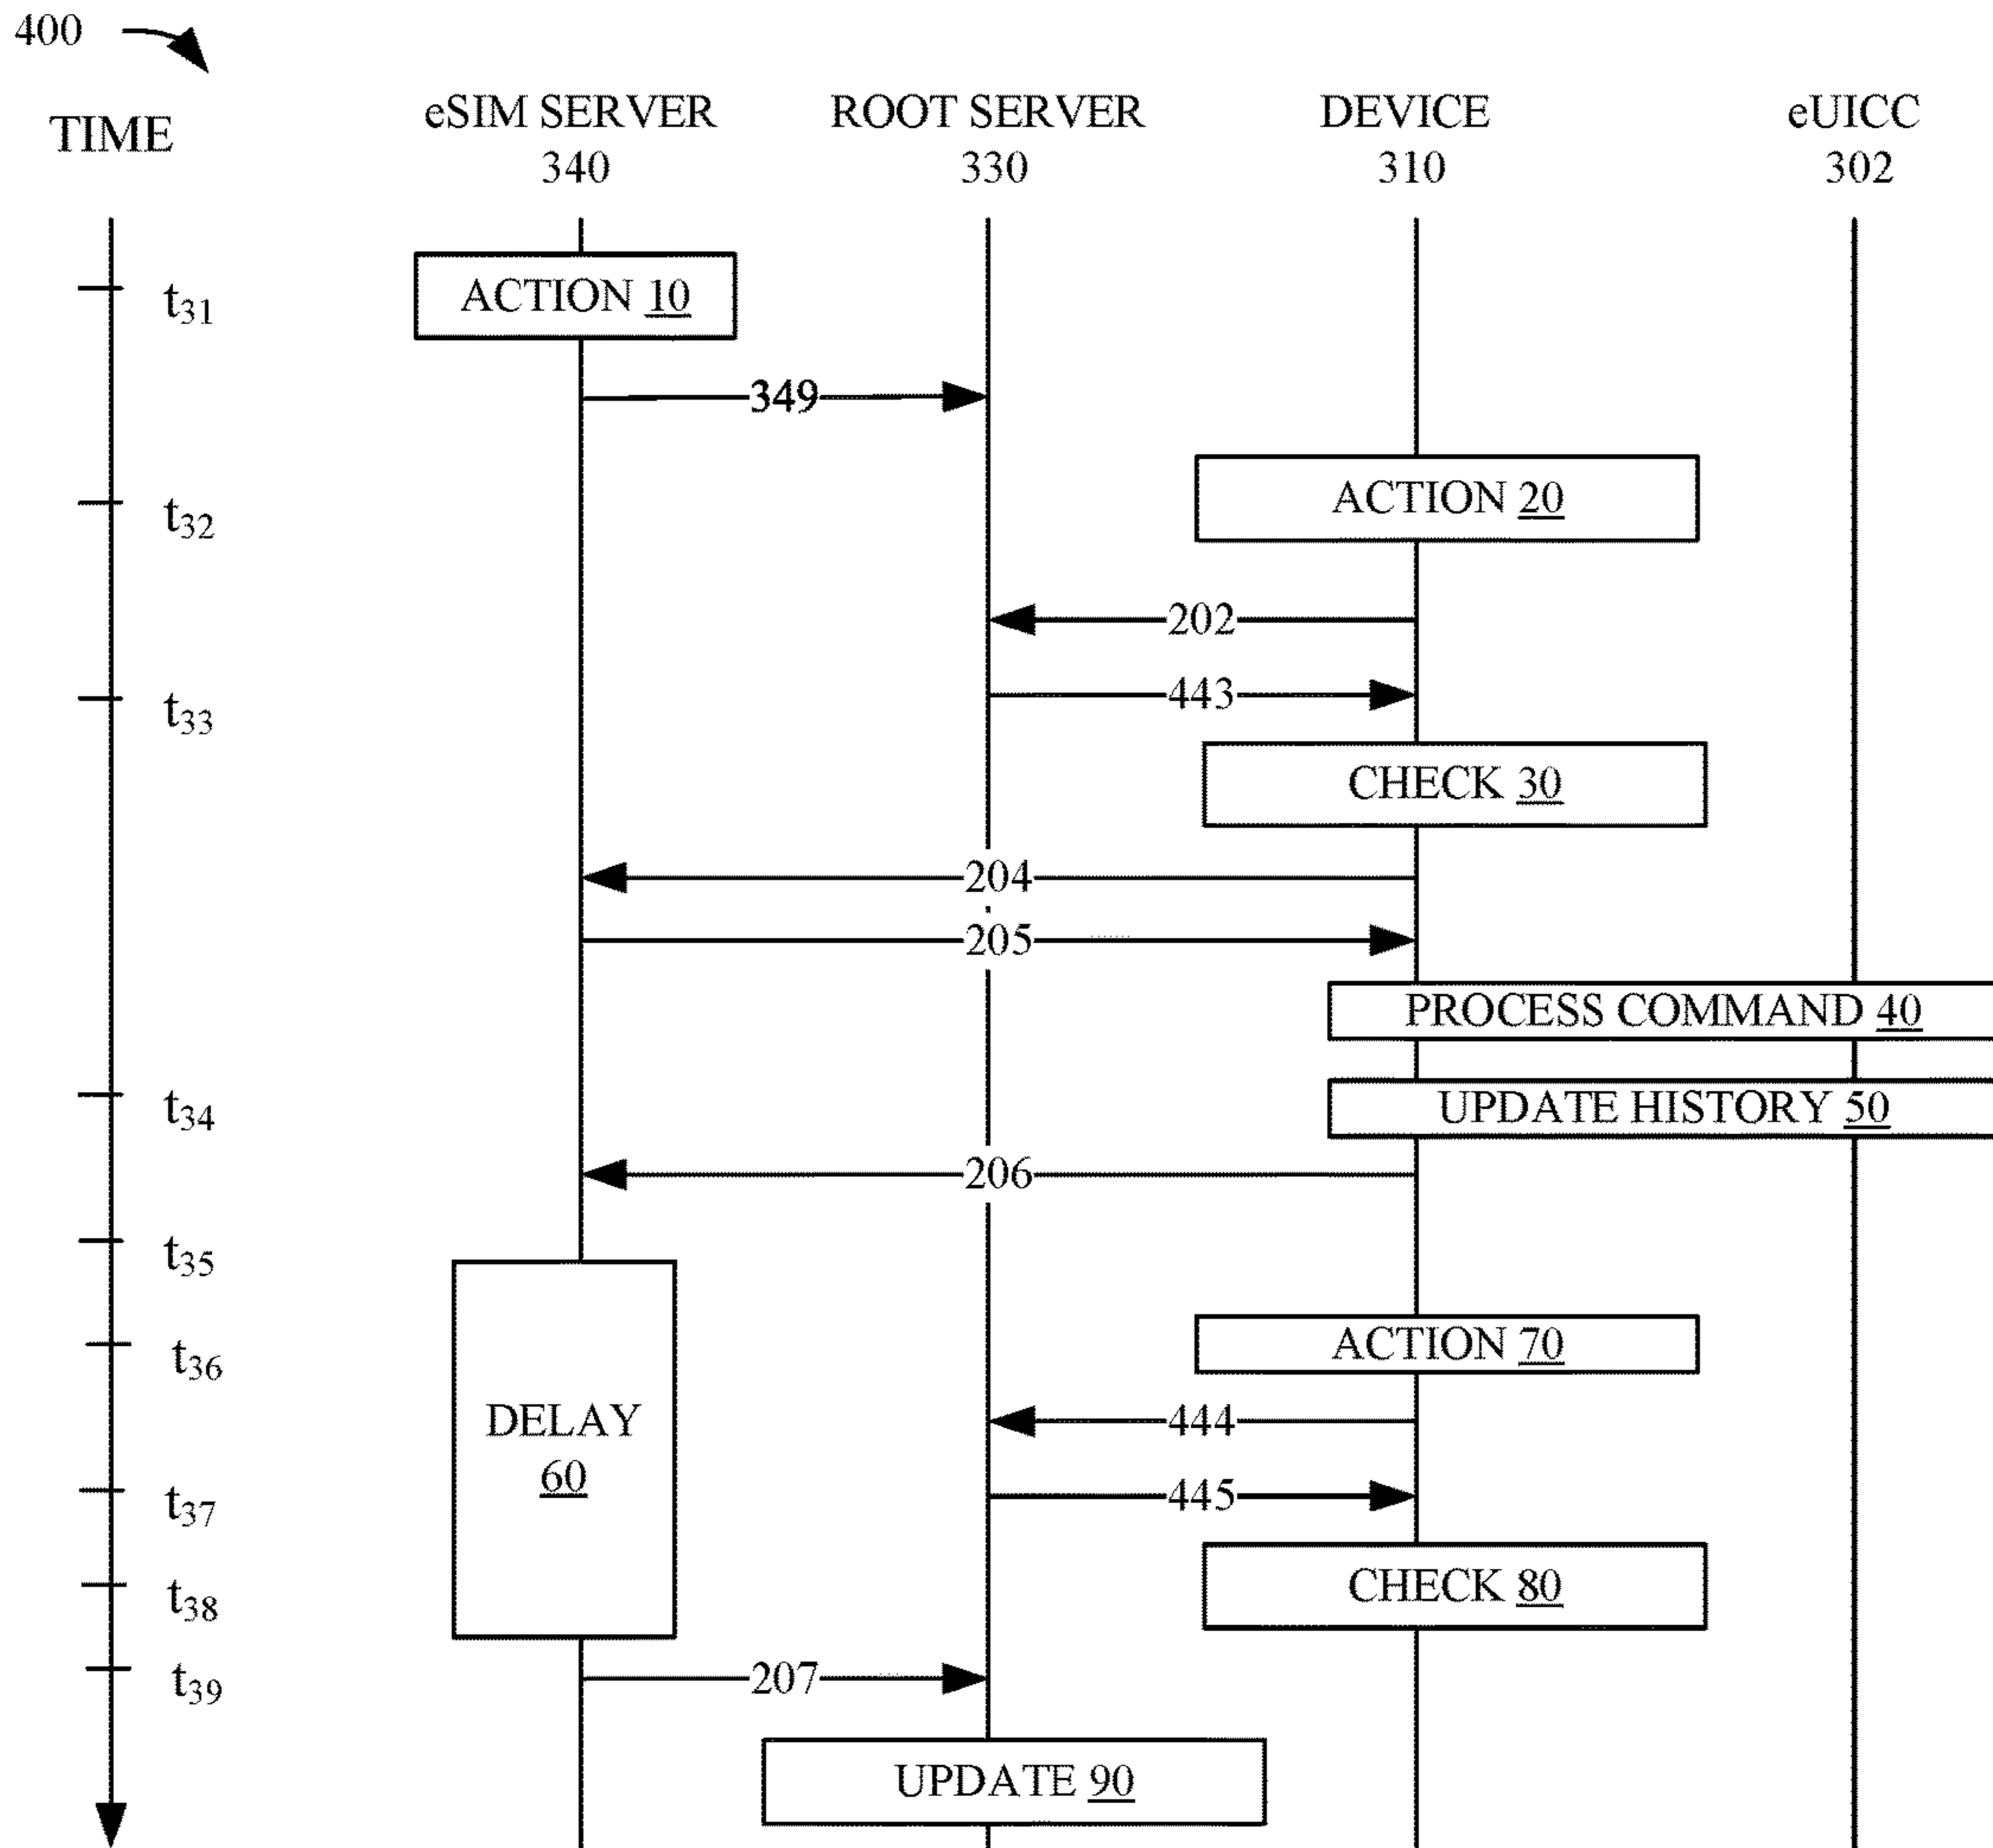 400
TIME
eSIM SERVER
340
ROOT SERVER
330
DEVICE
310
eUICC
302
t31
ACTION 10
349
t32
ACTION 20
202
t33
443
CHECK 30
204
205
PROCESS COMMAND 40
t34
UPDATE HISTORY 50
206
t35
t36
ACTION 70
DELAY
60
444
t37
445
t38
CHECK 80
t39
207
UPDATE 90